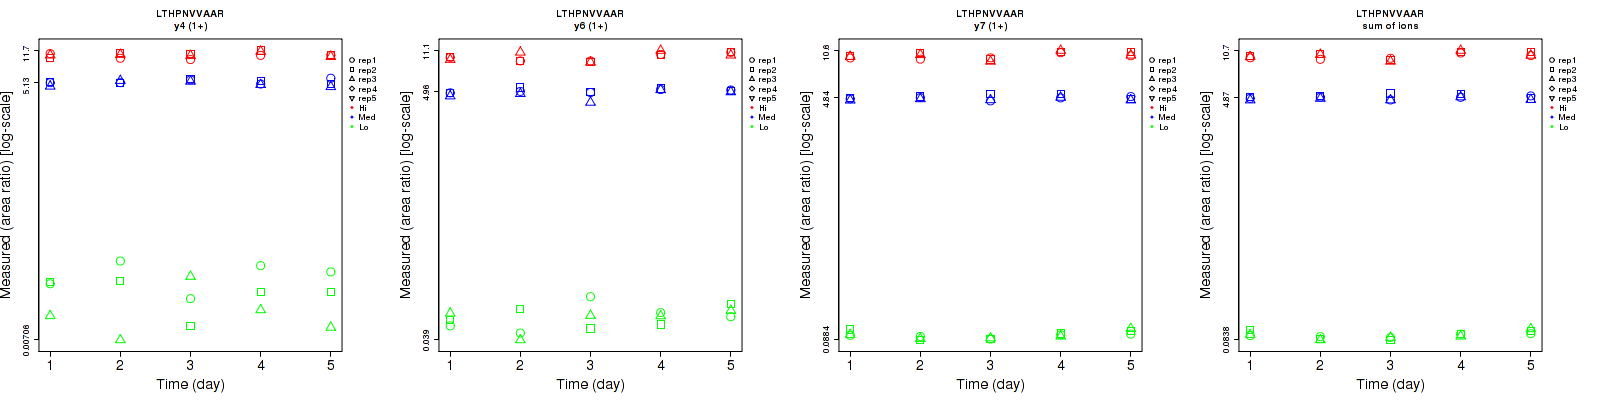 LTHPNVVAAR
y4 (1+)
Measured (area ratio) [log-scale]
11.7
5.13
0.00706
1 2 3 4 5
Time (day)
rep1
rep2
rep3
rep4
rep5
Hi
Med
Lo
LTHPNVVAAR
y6 (1+)
Measured (area ratio) [log-scale]
11.1
4.98
0.039
1 2 3 4 5
Time (day)
rep1
rep2
rep3
rep4
rep5
Hi
Med
Lo
LTHPNVVAAR
y7 (1+)
Measured (area ratio) [log-scale]
10.6
4.84
0.0884
1 2 3 4 5
Time (day)
rep1
rep2
rep3
rep4
rep5
Hi
Med
Lo
LTHPNVVAAR
sum of ions
Measured (area ratio) [log-scale]
10.7
4.87
0.0838
1 2 3 4 5
Time (day)
rep1
rep2
rep3
rep4
rep5
Hi
Med
Lo